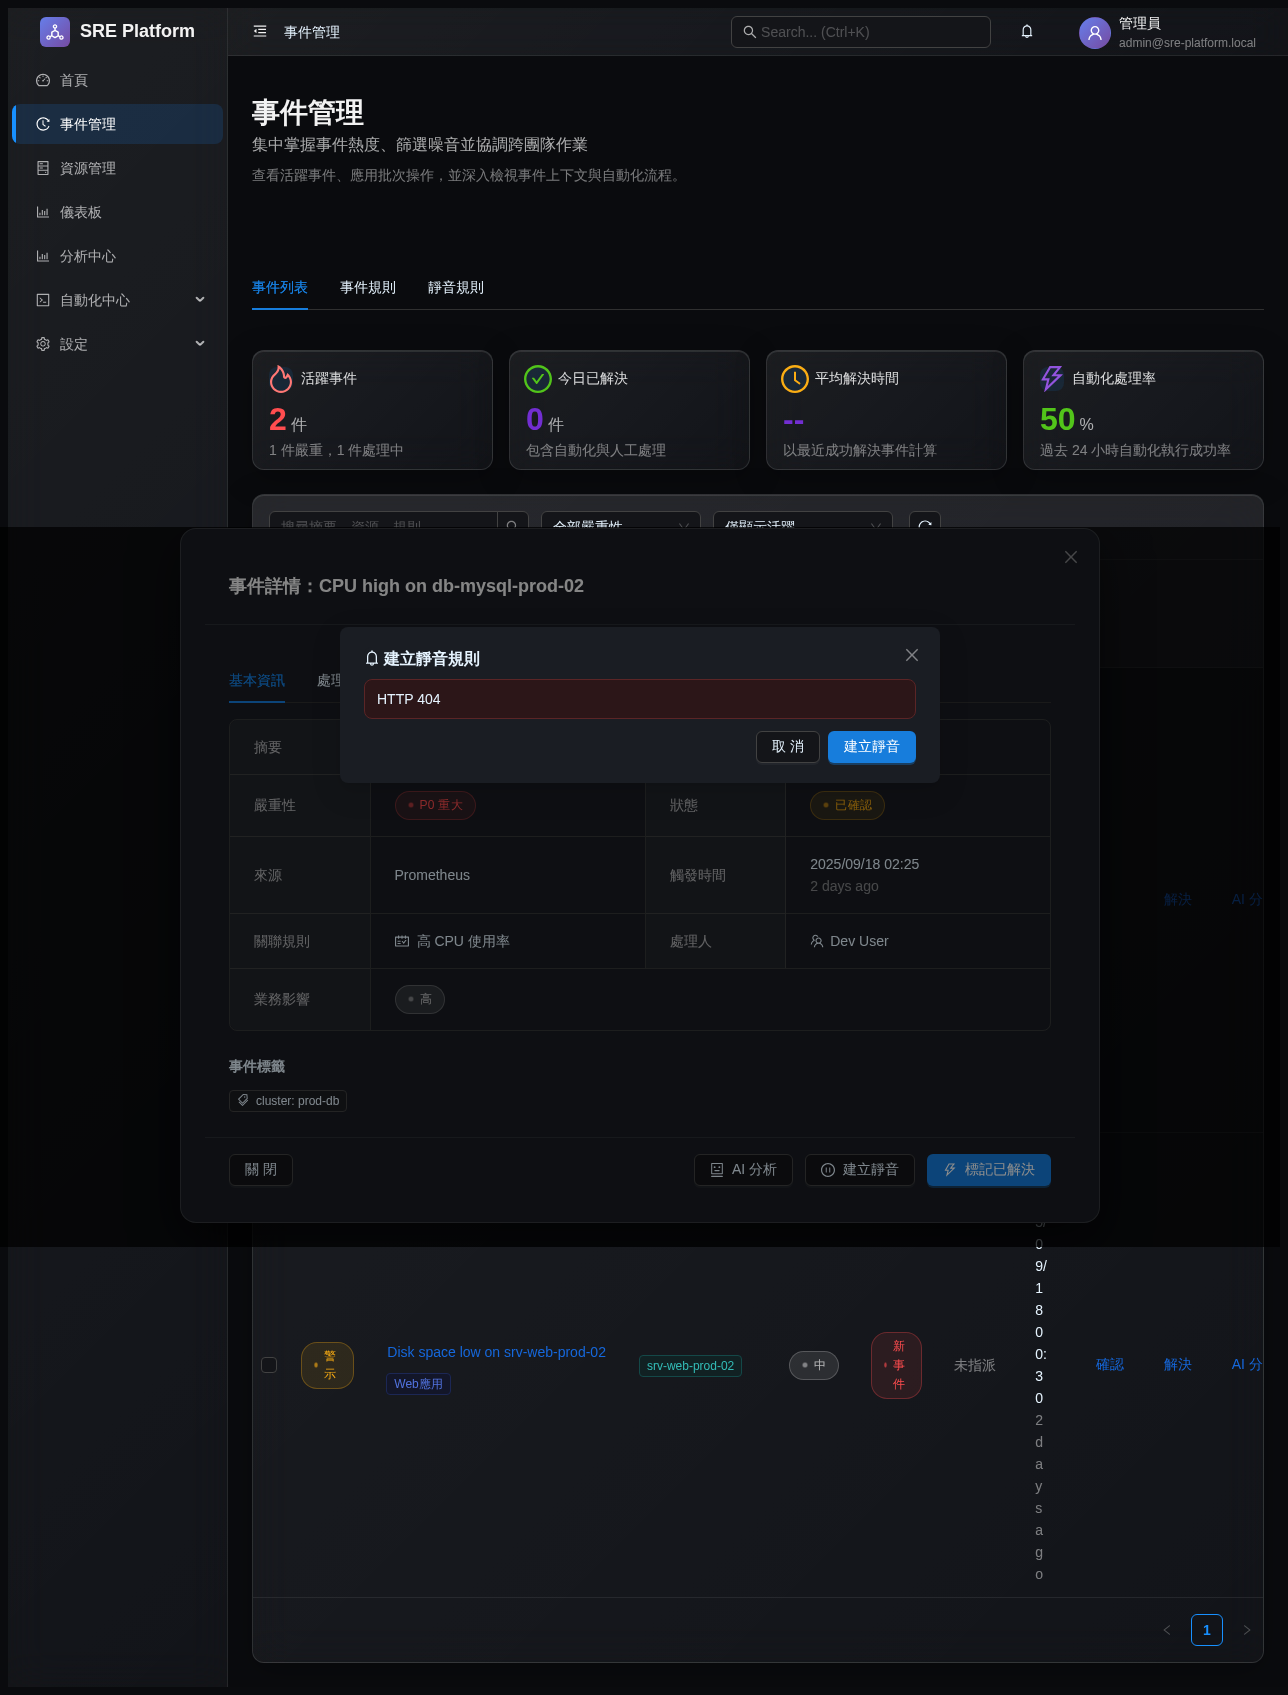 SRE Platform
事件管理
Search... (Ctrl+K)
管理員
admin@sre-platform.local
首頁
事件管理
資源管理
儀表板
分析中心
自動化中心
設定
事件管理
集中掌握事件熱度、篩選噪音並協調跨團隊作業
查看活躍事件、應用批次操作，並深入檢視事件上下文與自動化流程。
事件列表
事件規則
靜音規則
活躍事件
2 件
1 件嚴重，1 件處理中
今日已解決
0 件
包含自動化與人工處理
平均解決時間
--
以最近成功解決事件計算
自動化處理率
50 %
過去 24 小時自動化執行成功率
全部嚴重性
僅顯示活躍
事件詳情：CPU high on db-mysql-prod-02
建立靜音規則
HTTP 404
取 消
建立靜音
基本資訊
處理
摘要
嚴重性
P0 重大
狀態
已確認
來源
Prometheus
觸發時間
2025/09/18 02:25
2 days ago
關聯規則
高 CPU 使用率
處理人
Dev User
業務影響
高
事件標籤
cluster: prod-db
關 閉
AI 分析
建立靜音
標記已解決
解決
AI 分
警
示
Disk space low on srv-web-prod-02
Web應用
srv-web-prod-02
中
新
事
件
未指派
0
9/
1
8
0
0:
3
0
2
d
a
y
s
a
g
o
確認
解決
AI 分
1